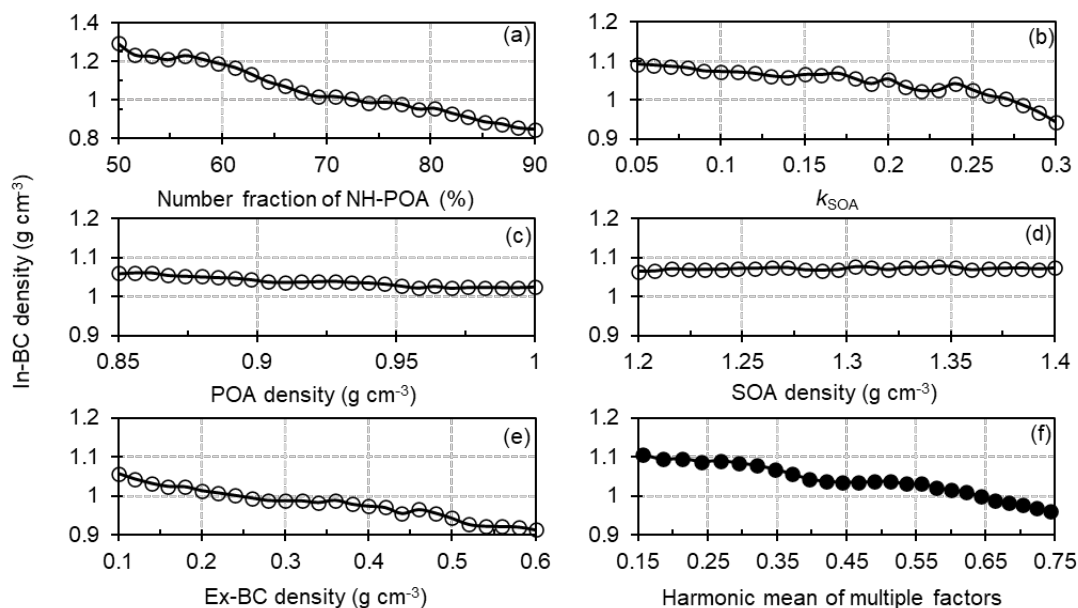 In-BC density (g cm⁻³)
(a)
1.4
1.2
1
0.8
50 60 70 80 90
Number fraction of NH-POA (%)
(b)
1.2
1.1
1
0.9
0.05 0.1 0.15 0.2 0.25 0.3
kSOA
(c)
1.2
1.1
1
0.9
0.85 0.9 0.95 1
POA density (g cm⁻³)
(d)
1.2
1.1
1
0.9
1.2 1.25 1.3 1.35 1.4
SOA density (g cm⁻³)
(e)
1.2
1.1
1
0.9
0.1 0.2 0.3 0.4 0.5 0.6
Ex-BC density (g cm⁻³)
(f)
1.2
1.1
1
0.9
0.15 0.25 0.35 0.45 0.55 0.65 0.75
Harmonic mean of multiple factors